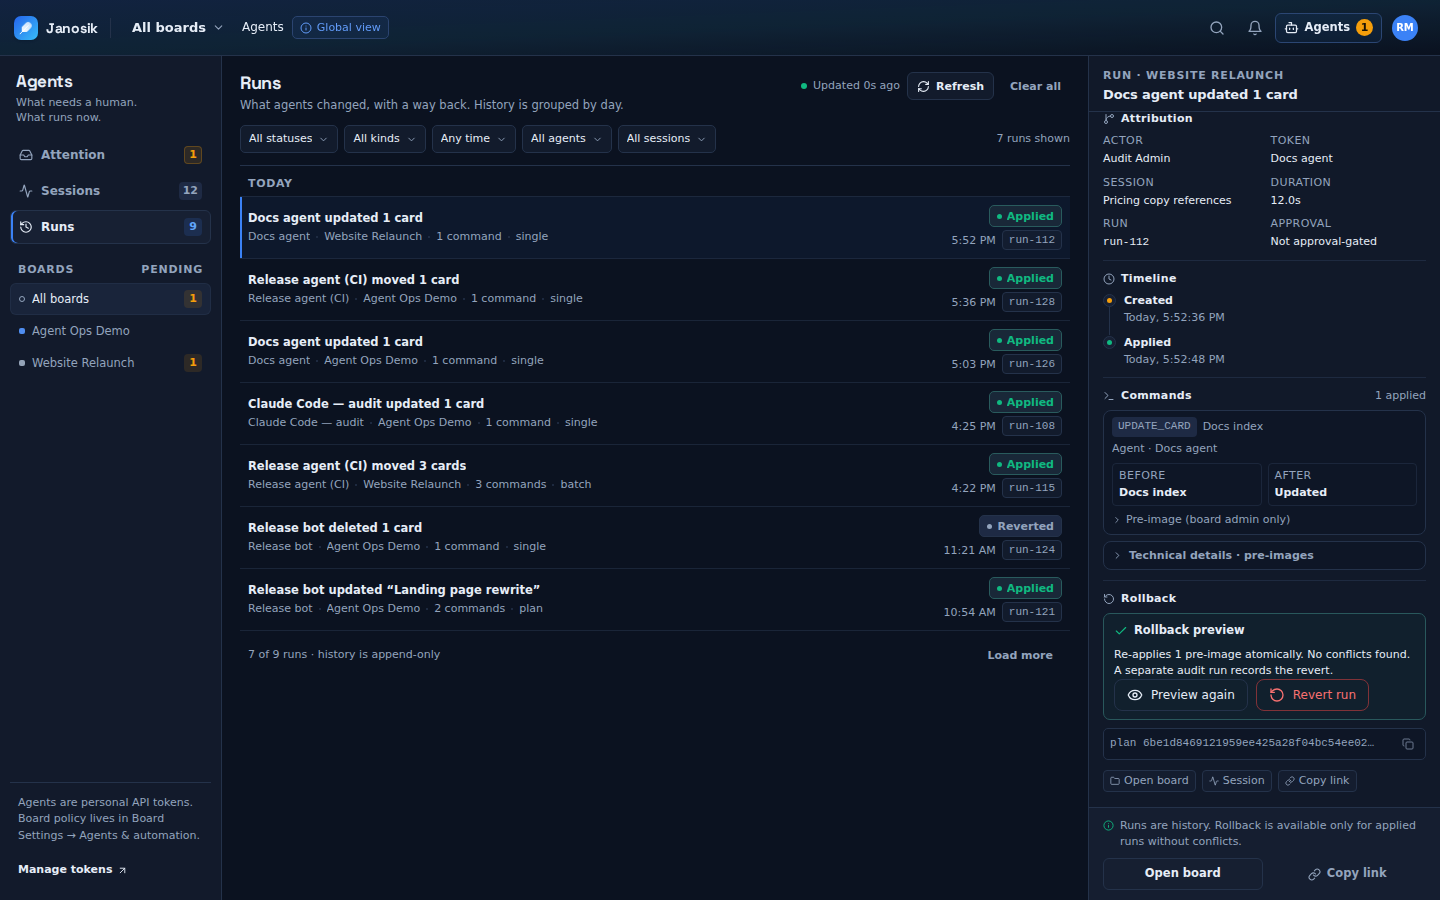 Janosik
All boards
Agents
Global view
Agents
1
RM
Agents
What needs a human.
What runs now.
Attention
1
Sessions
12
Runs
9
BOARDS
PENDING
All boards
1
Agent Ops Demo
Website Relaunch
1
Agents are personal API tokens.
Board policy lives in Board
Settings → Agents & automation.
Manage tokens
Runs
What agents changed, with a way back. History is grouped by day.
Updated 0s ago
Refresh
Clear all
All statuses
All kinds
Any time
All agents
All sessions
7 runs shown
TODAY
Docs agent updated 1 card
Applied
Docs agent · Website Relaunch · 1 command · single
5:52 PM
run-112
Release agent (CI) moved 1 card
Applied
Release agent (CI) · Agent Ops Demo · 1 command · single
5:36 PM
run-128
Docs agent updated 1 card
Applied
Docs agent · Agent Ops Demo · 1 command · single
5:03 PM
run-126
Claude Code — audit updated 1 card
Applied
Claude Code — audit · Agent Ops Demo · 1 command · single
4:25 PM
run-108
Release agent (CI) moved 3 cards
Applied
Release agent (CI) · Website Relaunch · 3 commands · batch
4:22 PM
run-115
Release bot deleted 1 card
Reverted
Release bot · Agent Ops Demo · 1 command · single
11:21 AM
run-124
Release bot updated “Landing page rewrite”
Applied
Release bot · Agent Ops Demo · 2 commands · plan
10:54 AM
run-121
7 of 9 runs · history is append-only
Load more
RUN · WEBSITE RELAUNCH
Docs agent updated 1 card
Attribution
ACTOR
TOKEN
Audit Admin
Docs agent
SESSION
DURATION
Pricing copy references
12.0s
RUN
APPROVAL
run-112
Not approval-gated
Timeline
Created
Today, 5:52:36 PM
Applied
Today, 5:52:48 PM
Commands
1 applied
UPDATE_CARD
Docs index
Agent · Docs agent
BEFORE
AFTER
Docs index
Updated
Pre-image (board admin only)
Technical details · pre-images
Rollback
Rollback preview
Re-applies 1 pre-image atomically. No conflicts found.
A separate audit run records the revert.
Preview again
Revert run
plan 6be1d8469121959ee425a28f04bc54ee02…
Open board
Session
Copy link
Runs are history. Rollback is available only for applied
runs without conflicts.
Open board
Copy link